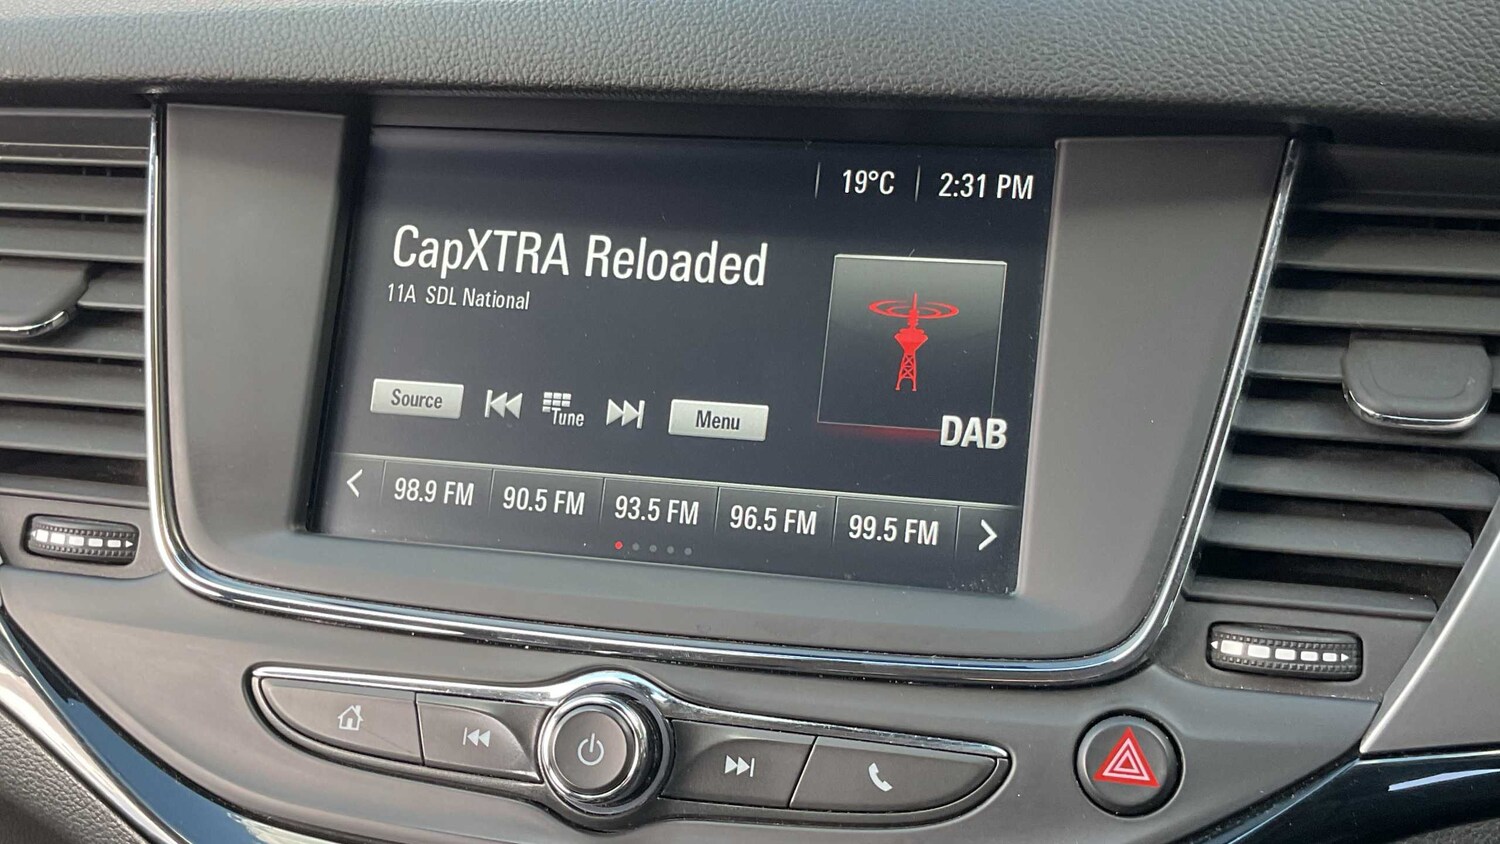 19°C 2:31 PM
CapXTRA Reloaded
11A SDL National
DAB
Source Tune Menu
98.9 FM 90.5 FM 93.5 FM 96.5 FM 99.5 FM